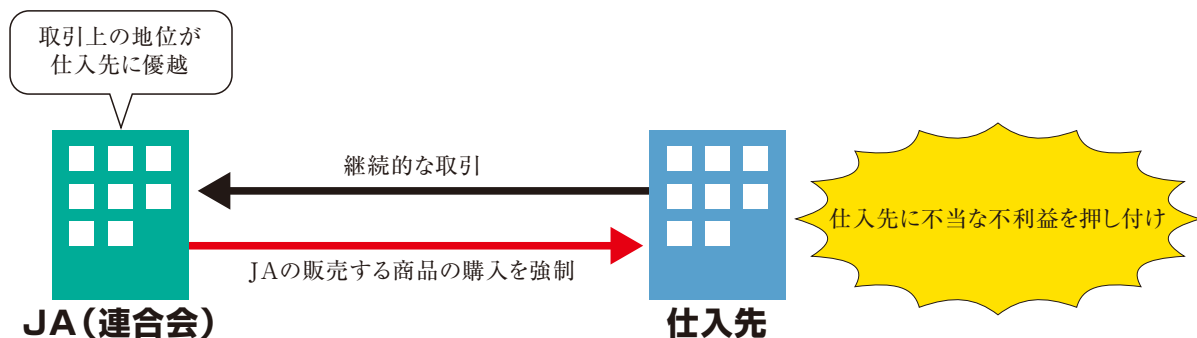 取引上の地位が
仕入先に優越
継続的な取引
JAの販売する商品の購入を強制
仕入先に不当な不利益を押し付け
JA（連合会）
仕入先